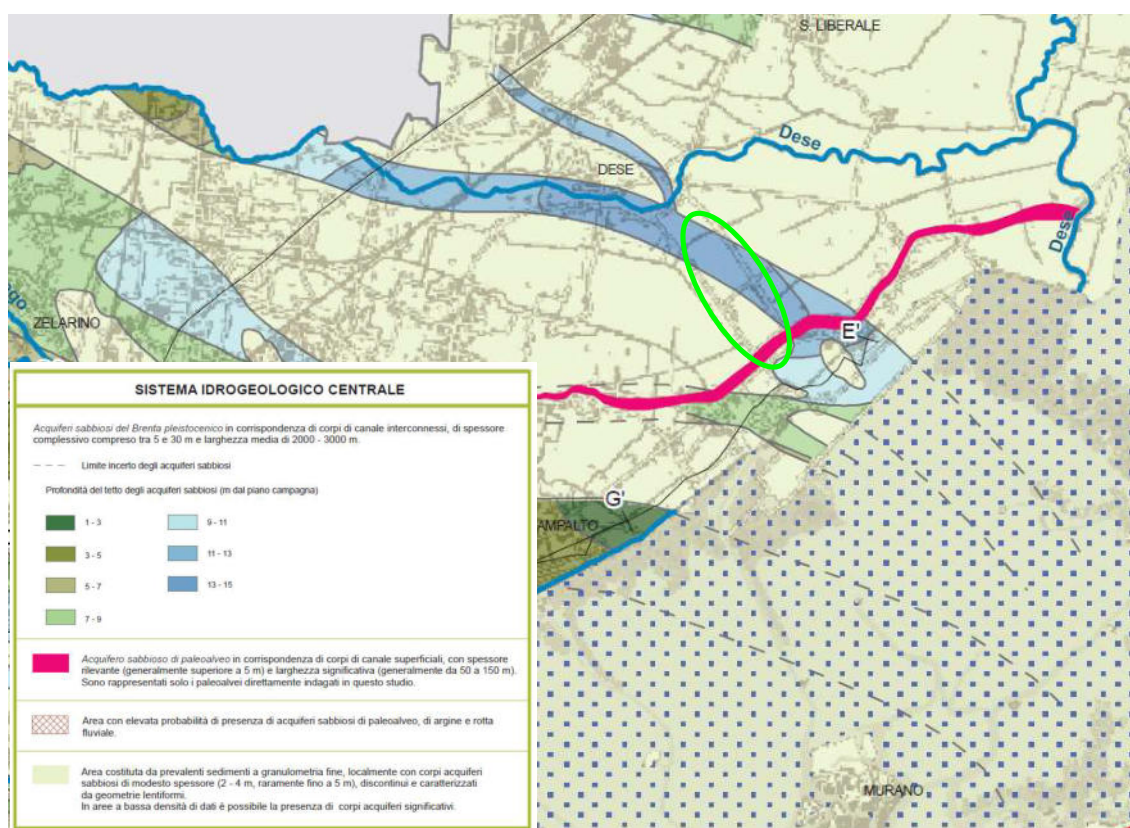 S. LIBERALE
Dese
DESE
Dese
ZELARINO
E'
G'
AMPALTO
MURANO
SISTEMA IDROGEOLOGICO CENTRALE
Acquiferi sabbiosi del Brenta pleistocenico in corrispondenza di corpi di canale interconnessi, di spessore
complessivo compreso tra 5 e 30 m e larghezza media di 2000 - 3000 m.
Limite incerto degli acquiferi sabbiosi
Profondità del tetto degli acquiferi sabbiosi (m dal piano campagna)
1 - 3
9 - 11
3 - 5
11 - 13
5 - 7
13 - 15
7 - 9
Acquifero sabbioso di paleoalveo in corrispondenza di corpi di canale superficiali, con spessore
rilevante (generalmente superiore a 5 m) e larghezza significativa (generalmente da 50 a 150 m).
Sono rappresentati solo i paleoalvei direttamente indagati in questo studio.
Area con elevata probabilità di presenza di acquiferi sabbiosi di paleoalveo, di argine e rotta
fluviale.
Area costituta da prevalenti sedimenti a granulometria fine, localmente con corpi acquiferi
sabbiosi di modesto spessore (2 - 4 m, raramente fino a 5 m), discontinui e caratterizzati
da geometrie lentiformi.
In aree a bassa densità di dati è possibile la presenza di corpi acquiferi significativi.